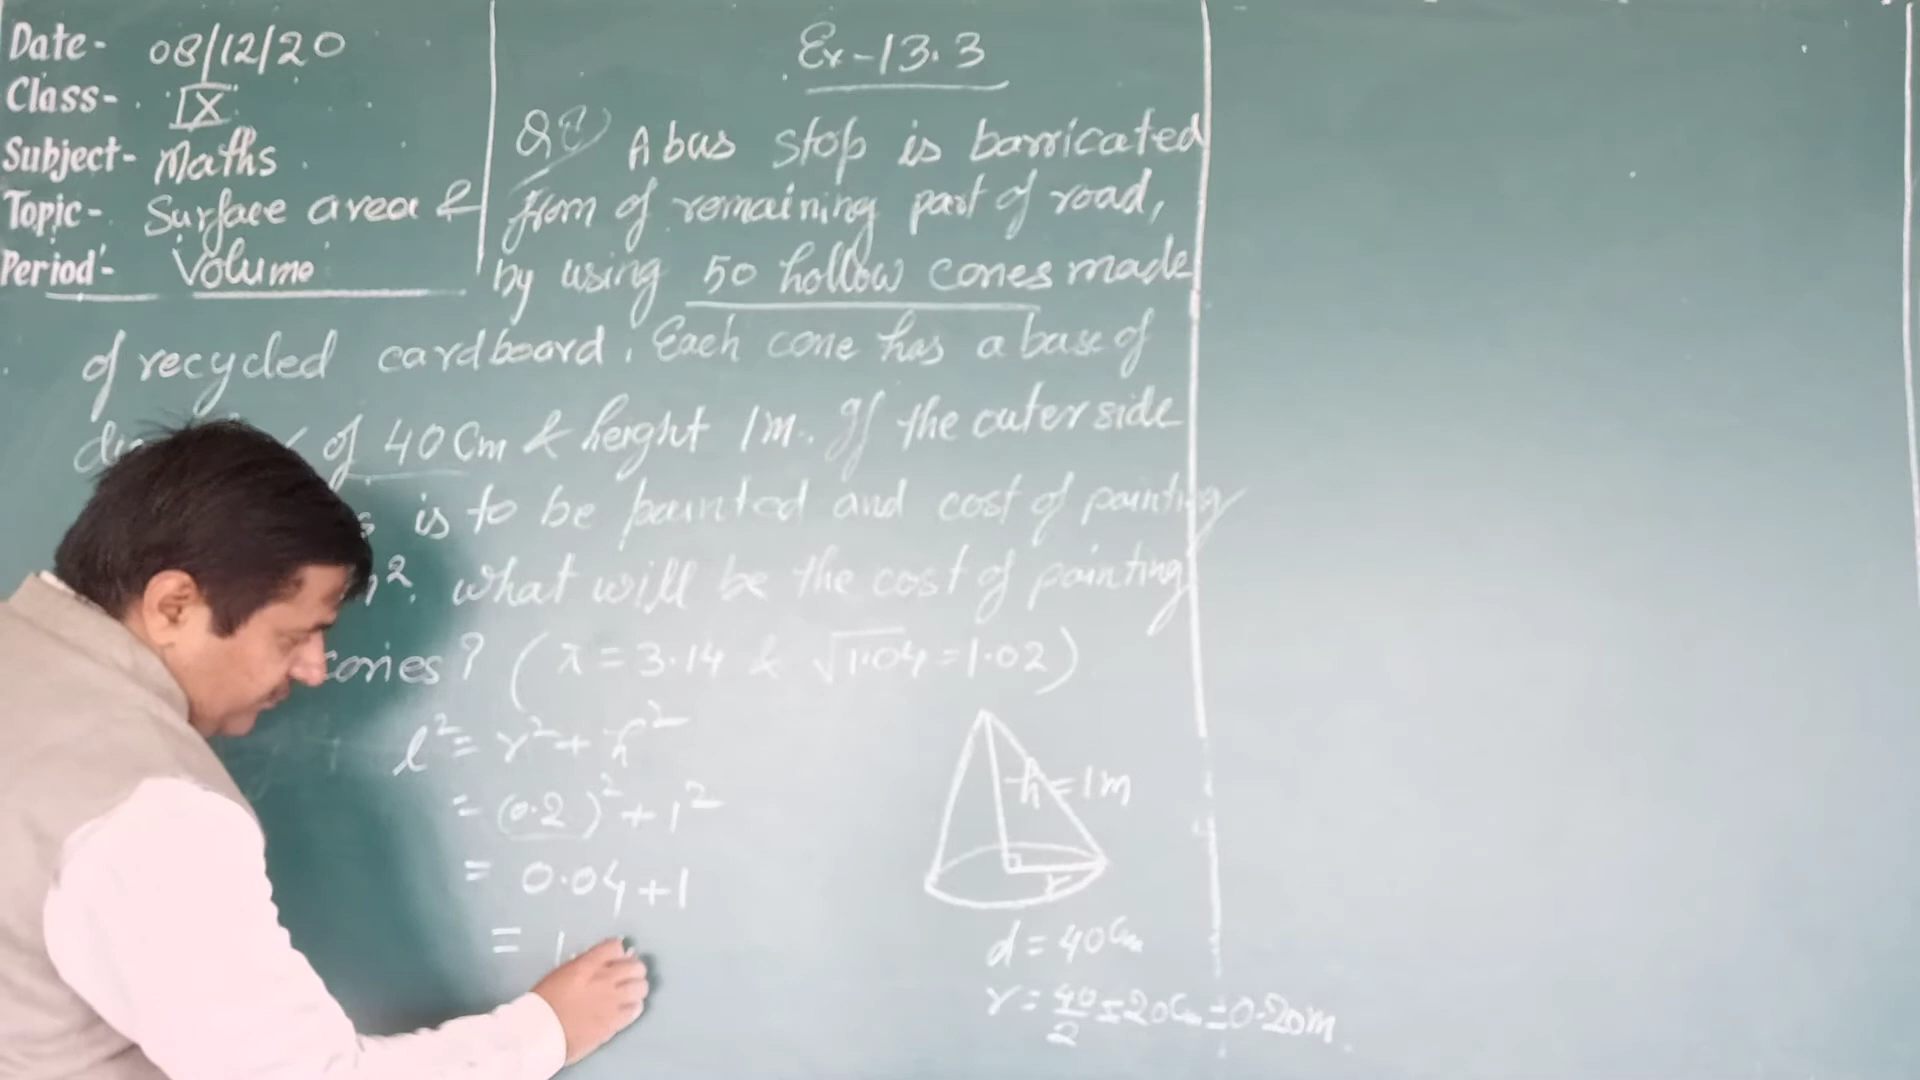 Date- 08/12/20
Class- IX
Subject- Maths
Topic- Surface area &
Period- Volume
Ex-13.3
Q8) A bus stop is barricated
from of remaining part of road,
by using 50 hollow cones made
of recycled cardboard. Each cone has a base of
of 40 Cm & height 1m. If the outer side
is to be painted and cost of painting
m². what will be the cost of painting
cones? (π = 3.14 & √1.04 = 1.02)
l² = r² + h²
= (0.2)² + 1²
= 0.04 + 1
= 1.
h = 1m
r
d = 40Cm
r = 40/2 = 20Cm = 0.20m